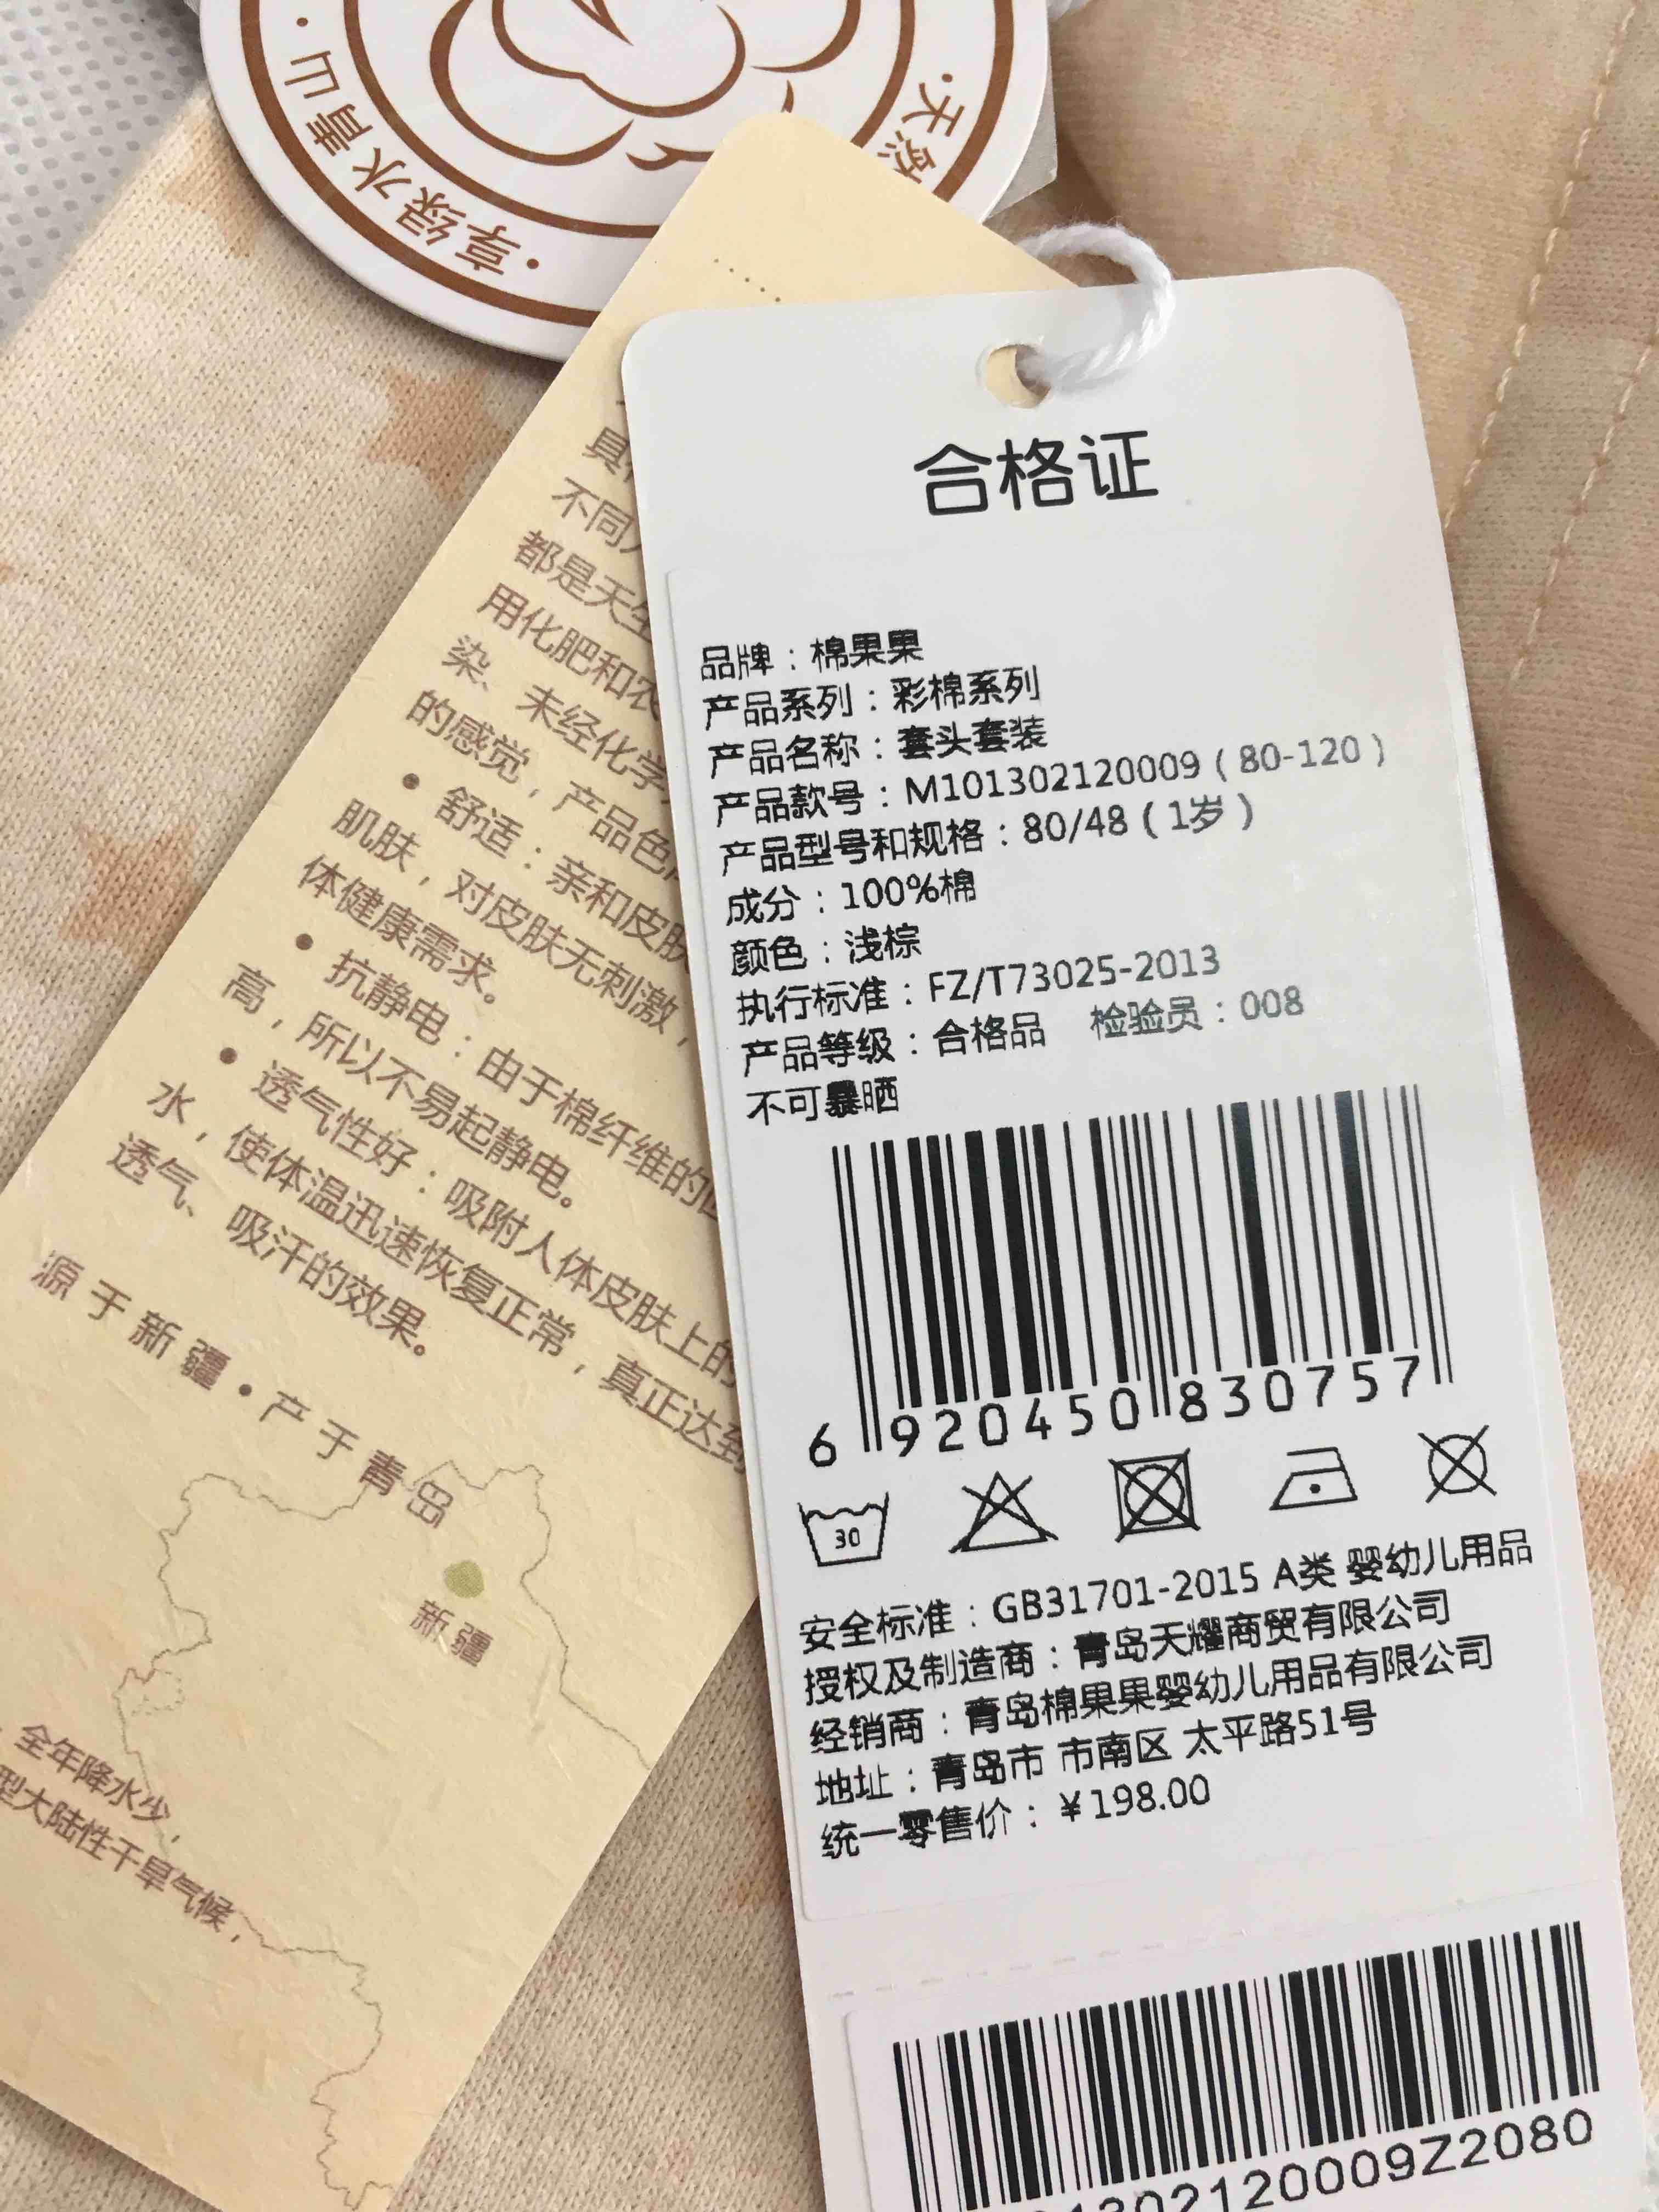 享绿水青山
天然
不同
都是天生
用化肥和农
染、未经化学
的感觉，产品色
• 舒适：亲和皮肤
肌肤，对皮肤无刺激，
体健康需求。
• 抗静电：由于棉纤维的回
高，所以不易起静电。
• 透气性好：吸附人体皮肤上的
水，使体温迅速恢复正常，真正达到
透气、吸汗的效果。
源于新疆•产于青岛
新疆
全年降水少，
型大陆性干旱气候，
合格证
品牌：棉果果
产品系列：彩棉系列
产品名称：套头套装
产品款号：M101302120009（80-120）
产品型号和规格：80/48（1岁）
成分：100%棉
颜色：浅棕
执行标准：FZ/T73025-2013
产品等级：合格品 检验员：008
不可暴晒
6 920450 830757
30
安全标准：GB31701-2015 A类 婴幼儿用品
授权及制造商：青岛天耀商贸有限公司
经销商：青岛棉果果婴幼儿用品有限公司
地址：青岛市 市南区 太平路51号
统一零售价：￥198.00
01302120009Z2080